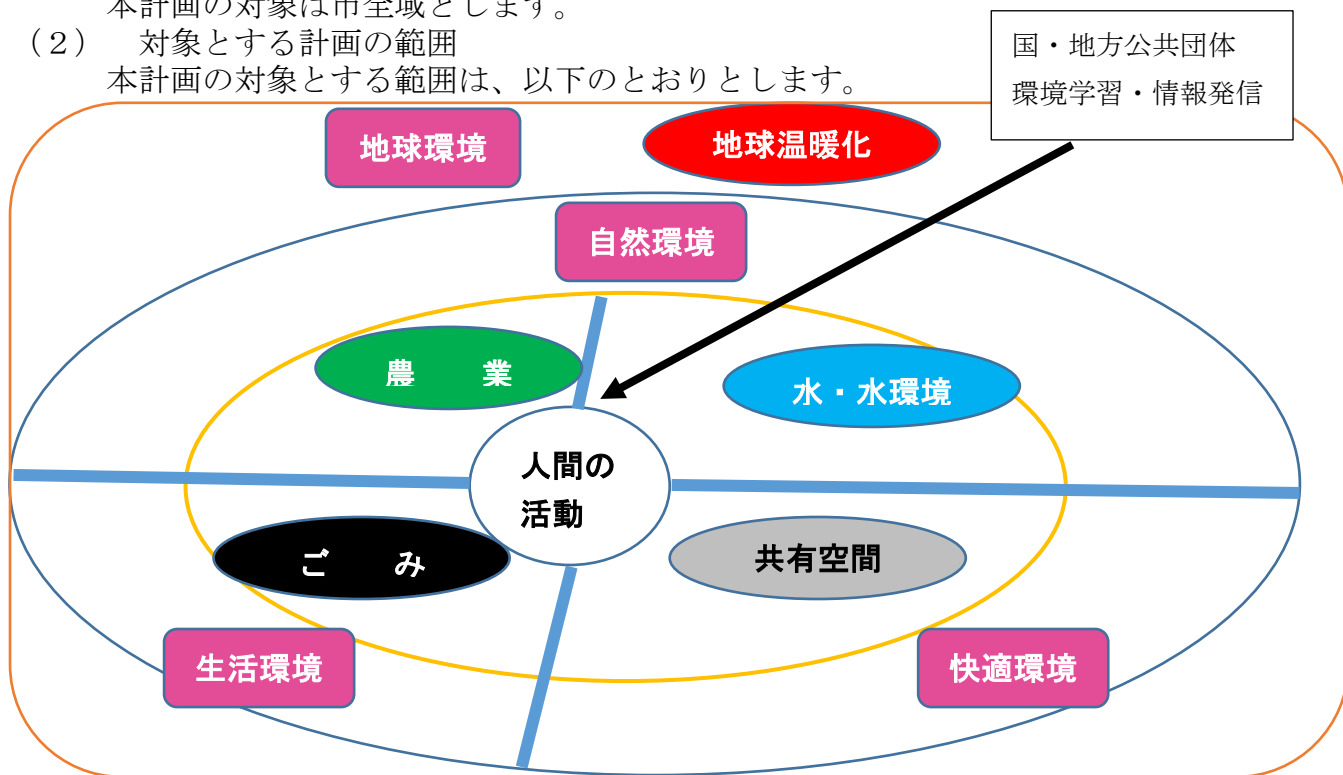 本計画の対象は市全域とします。
（２）　対象とする計画の範囲
本計画の対象とする範囲は、以下のとおりとします。
国・地方公共団体
環境学習・情報発信
地球環境
地球温暖化
自然環境
農　　業
水・水環境
人間の
活動
ご　　み
共有空間
生活環境
快適環境